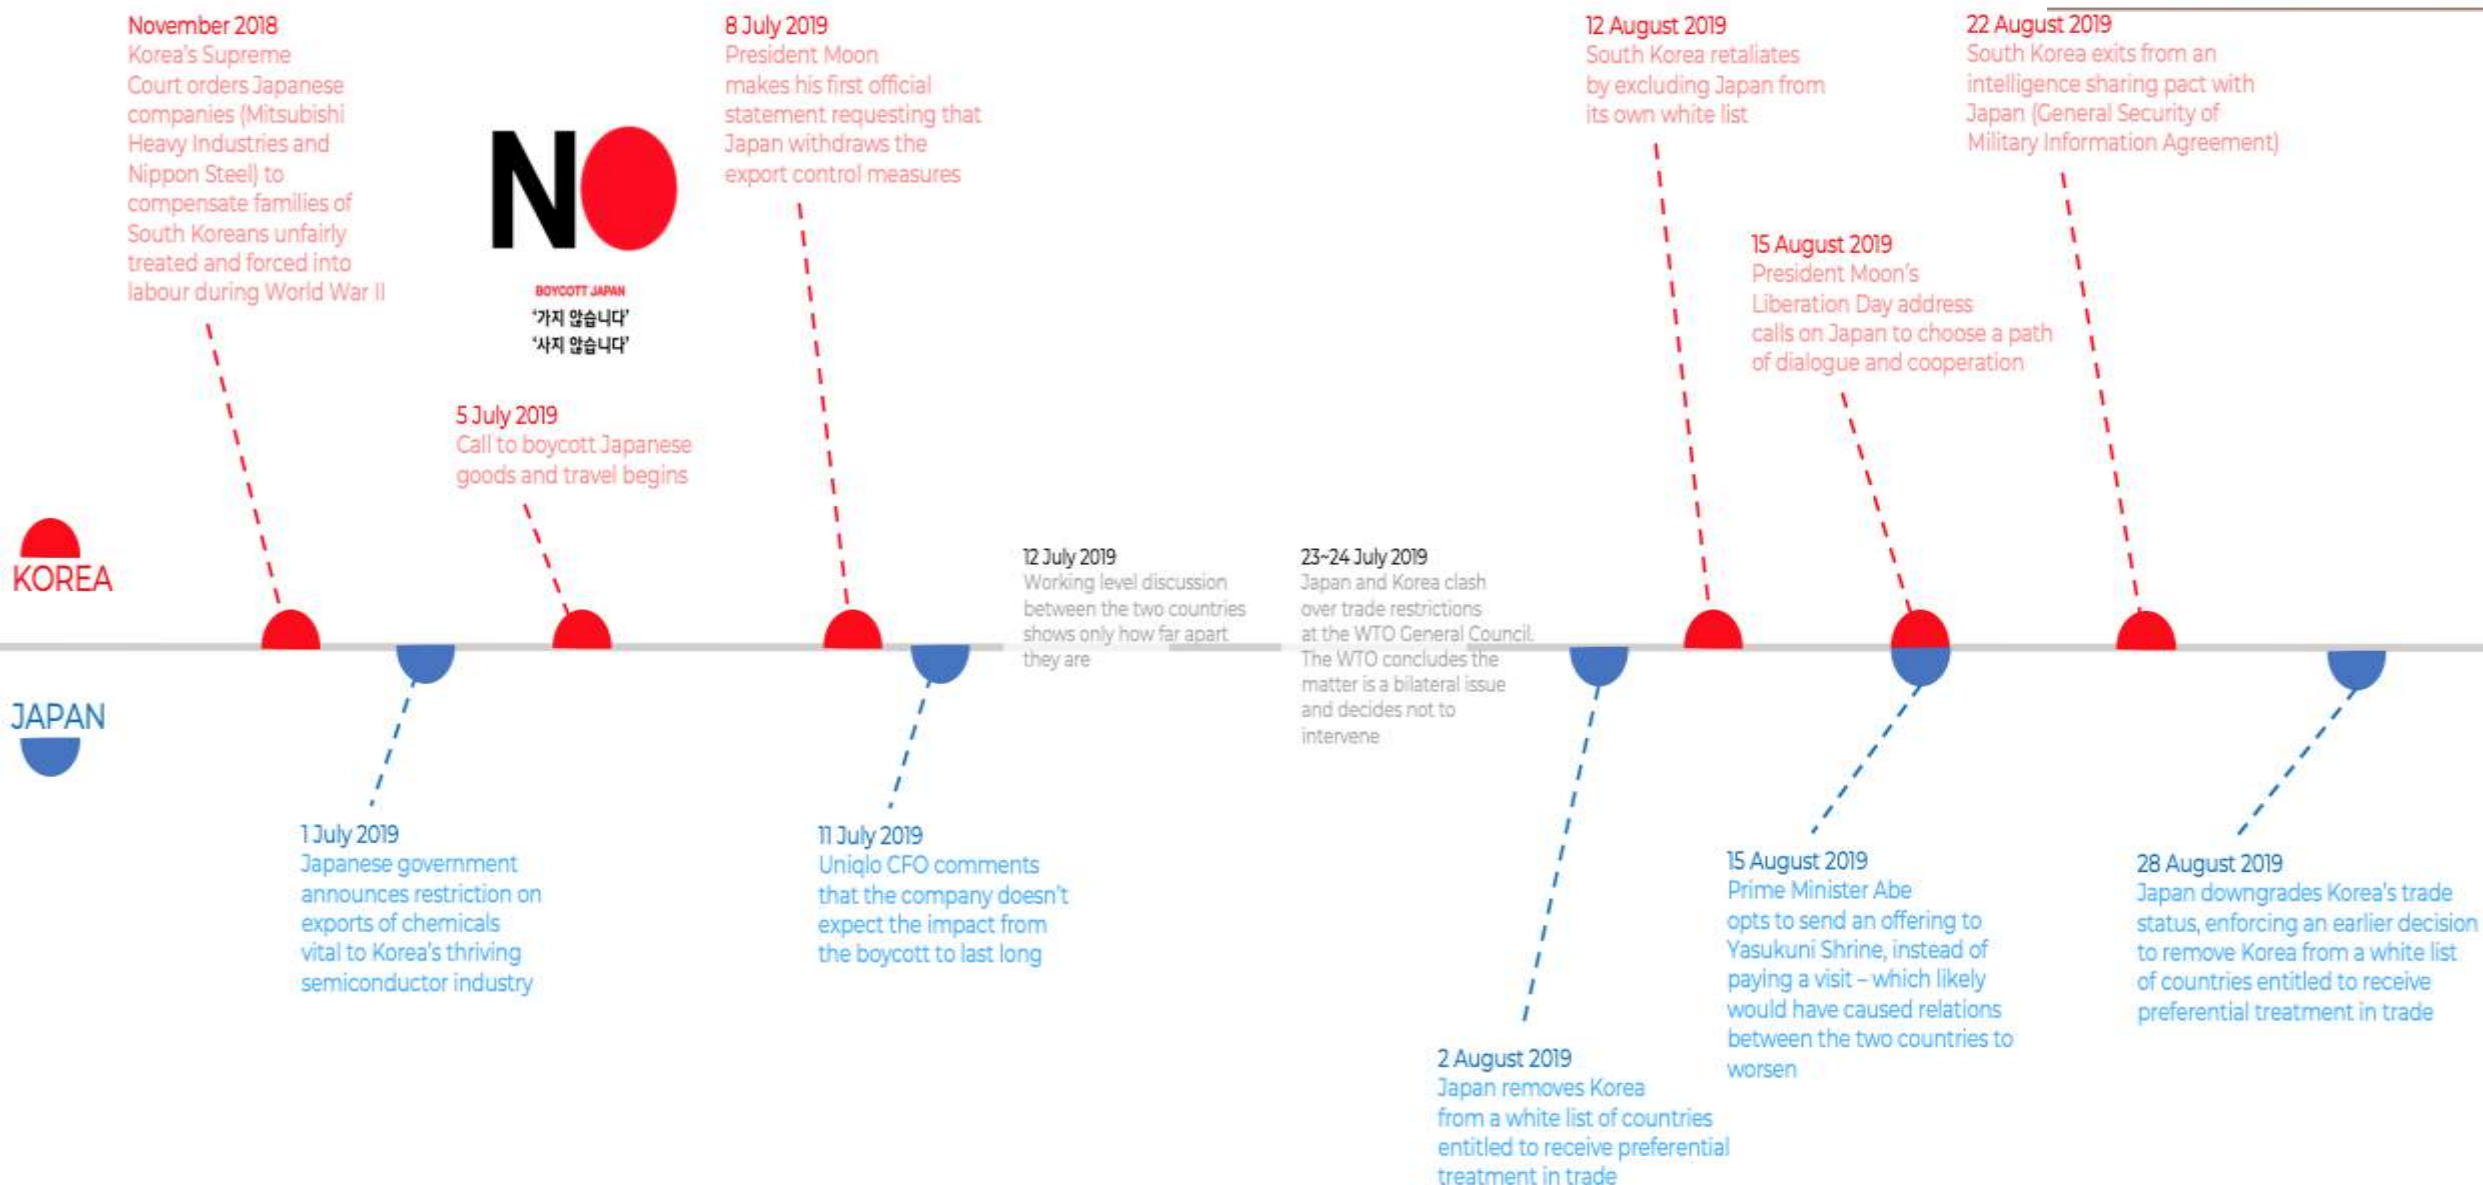 November 2018
Korea's Supreme
Court orders Japanese
companies (Mitsubishi
Heavy Industries and
Nippon Steel) to
compensate families of
South Koreans unfairly
treated and forced into
labour during World War II
NO
BOYCOTT JAPAN
'가지 않습니다'
'사지 않습니다'
5 July 2019
Call to boycott Japanese
goods and travel begins
8 July 2019
President Moon
makes his first official
statement requesting that
Japan withdraws the
export control measures
12 August 2019
South Korea retaliates
by excluding Japan from
its own white list
15 August 2019
President Moon's
Liberation Day address
calls on Japan to choose a path
of dialogue and cooperation
22 August 2019
South Korea exits from an
intelligence sharing pact with
Japan (General Security of
Military Information Agreement)
KOREA
12 July 2019
Working level discussion
between the two countries
shows only how far apart
they are
23~24 July 2019
Japan and Korea clash
over trade restrictions
at the WTO General Council.
The WTO concludes the
matter is a bilateral issue
and decides not to
intervene
JAPAN
1 July 2019
Japanese government
announces restriction on
exports of chemicals
vital to Korea's thriving
semiconductor industry
11 July 2019
Uniqlo CFO comments
that the company doesn't
expect the impact from
the boycott to last long
2 August 2019
Japan removes Korea
from a white list of countries
entitled to receive preferential
treatment in trade
15 August 2019
Prime Minister Abe
opts to send an offering to
Yasukuni Shrine, instead of
paying a visit – which likely
would have caused relations
between the two countries to
worsen
28 August 2019
Japan downgrades Korea's trade
status, enforcing an earlier decision
to remove Korea from a white list
of countries entitled to receive
preferential treatment in trade